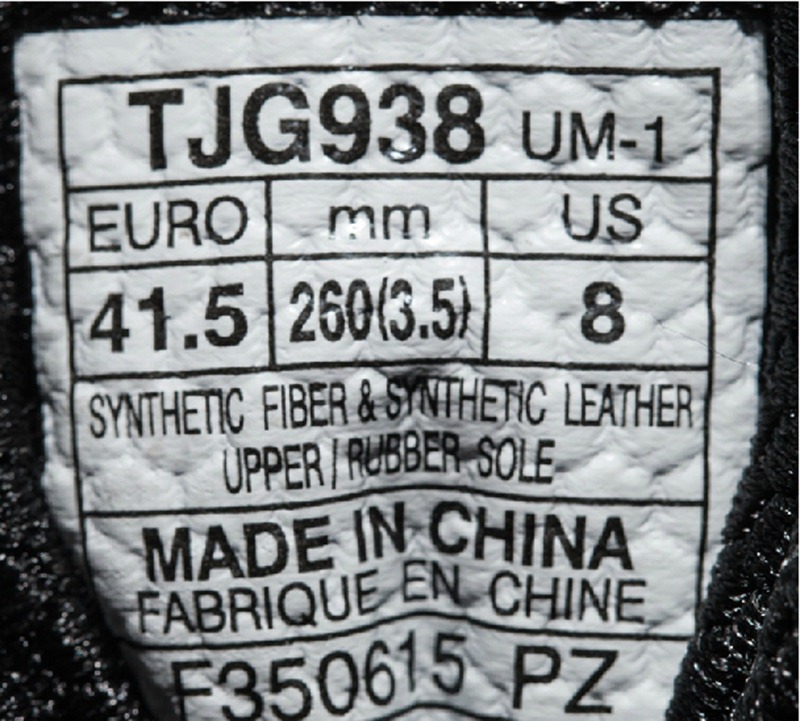 TJG938 UM-1
EURO mm US
41.5 260(3.5) 8
SYNTHETIC FIBER & SYNTHETIC LEATHER
UPPER / RUBBER SOLE
MADE IN CHINA
FABRIQUE EN CHINE
F350615 PZ